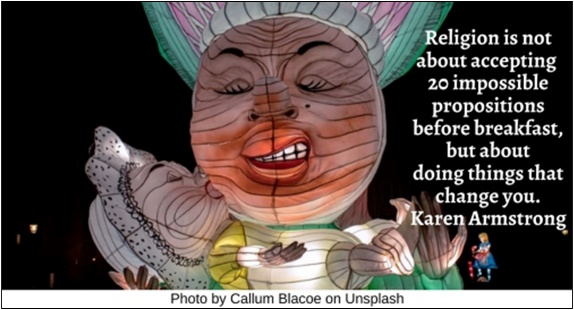 Religion is not
about accepting
20 impossible
propositions
before breakfast,
but about
doing things that
change you.
Karen Armstrong
Photo by Callum Blacoe on Unsplash